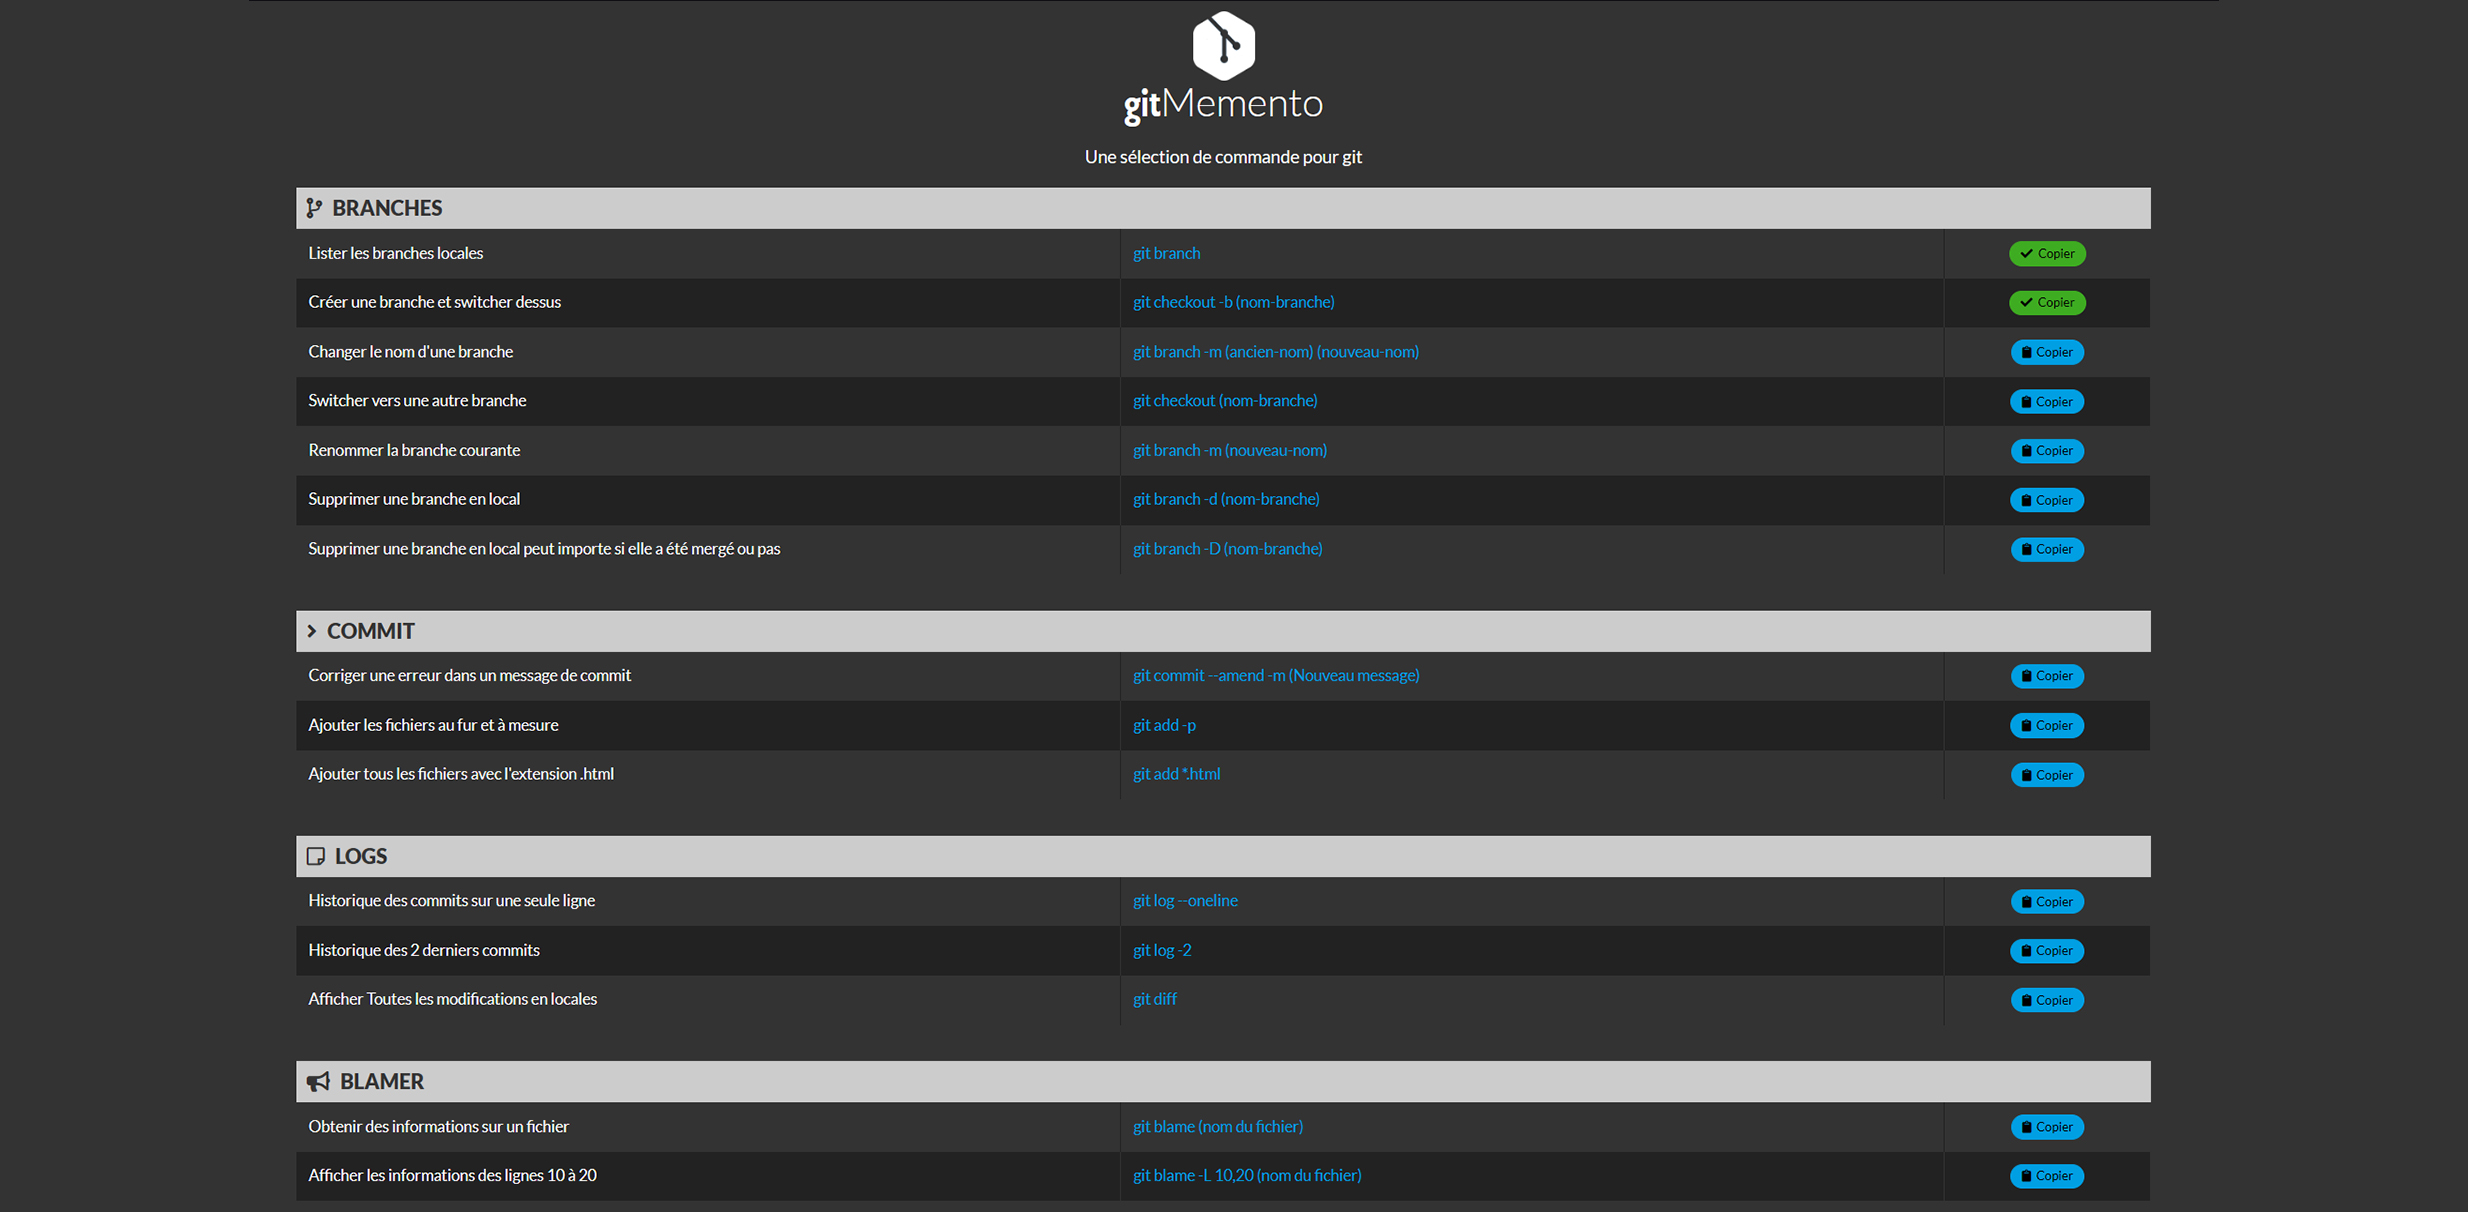 gitMemento
Une sélection de commande pour git
BRANCHES
Lister les branches locales git branch Copier
Créer une branche et switcher dessus git checkout -b (nom-branche) Copier
Changer le nom d'une branche git branch -m (ancien-nom) (nouveau-nom) Copier
Switcher vers une autre branche git checkout (nom-branche) Copier
Renommer la branche courante git branch -m (nouveau-nom) Copier
Supprimer une branche en local git branch -d (nom-branche) Copier
Supprimer une branche en local peut importe si elle a été mergé ou pas git branch -D (nom-branche) Copier
COMMIT
Corriger une erreur dans un message de commit git commit --amend -m (Nouveau message) Copier
Ajouter les fichiers au fur et à mesure git add -p Copier
Ajouter tous les fichiers avec l'extension .html git add *.html Copier
LOGS
Historique des commits sur une seule ligne git log --oneline Copier
Historique des 2 derniers commits git log -2 Copier
Afficher Toutes les modifications en locales git diff Copier
BLAMER
Obtenir des informations sur un fichier git blame (nom du fichier) Copier
Afficher les informations des lignes 10 à 20 git blame -L 10,20 (nom du fichier) Copier